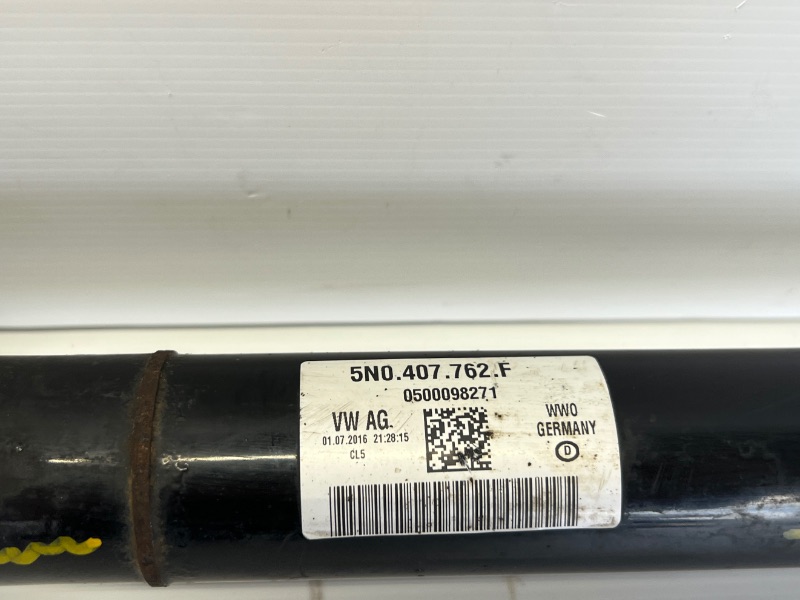 5N0.407.762.F
0500098271
VW AG.
01.07.2016 21:28:15
CL5
WWO
GERMANY
D